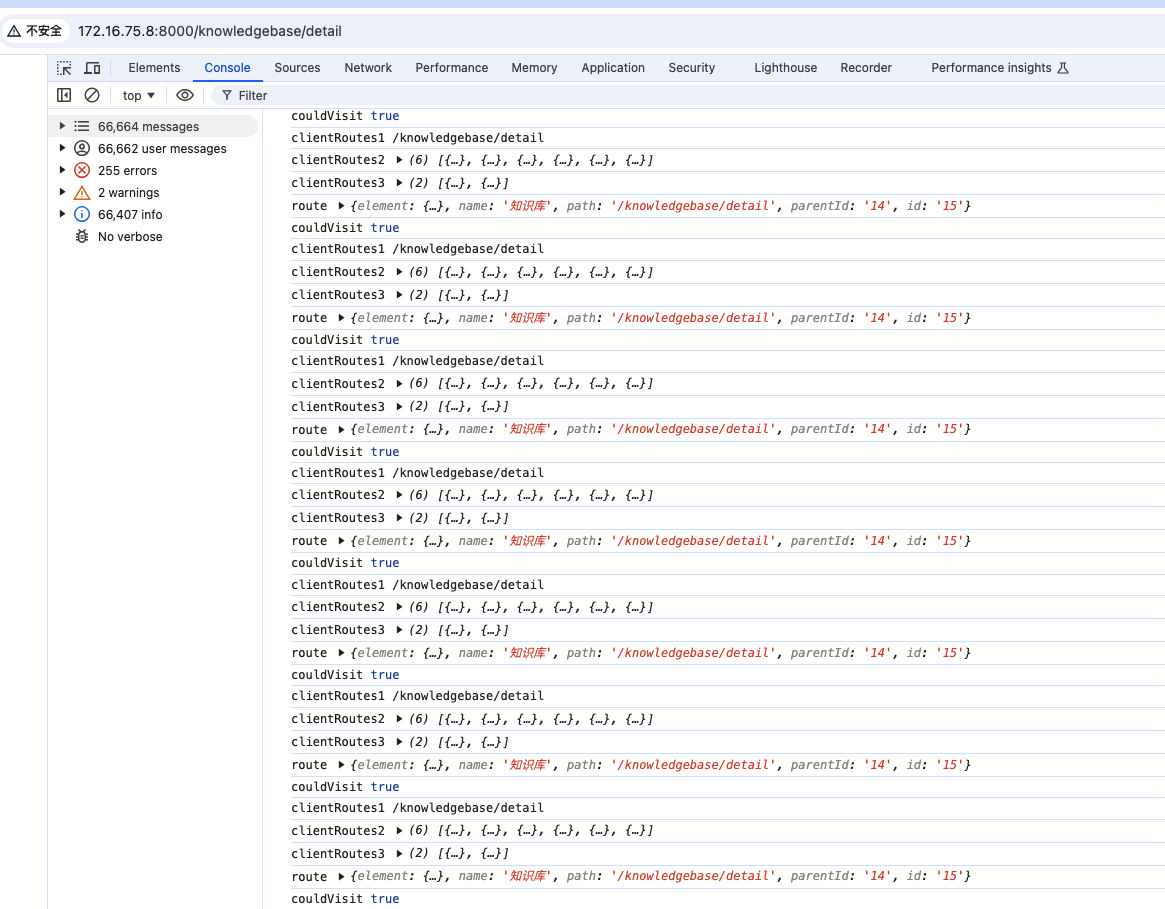 不安全 172.16.75.8:8000/knowledgebase/detail
Elements Console Sources Network Performance Memory Application Security Lighthouse Recorder Performance insights
top Filter
66,664 messages
66,662 user messages
255 errors
2 warnings
66,407 info
No verbose
couldVisit true
clientRoutes1 /knowledgebase/detail
clientRoutes2 ▶ (6) [{…}, {…}, {…}, {…}, {…}, {…}]
clientRoutes3 ▶ (2) [{…}, {…}]
route ▶ {element: {…}, name: '知识库', path: '/knowledgebase/detail', parentId: '14', id: '15'}
couldVisit true
clientRoutes1 /knowledgebase/detail
clientRoutes2 ▶ (6) [{…}, {…}, {…}, {…}, {…}, {…}]
clientRoutes3 ▶ (2) [{…}, {…}]
route ▶ {element: {…}, name: '知识库', path: '/knowledgebase/detail', parentId: '14', id: '15'}
couldVisit true
clientRoutes1 /knowledgebase/detail
clientRoutes2 ▶ (6) [{…}, {…}, {…}, {…}, {…}, {…}]
clientRoutes3 ▶ (2) [{…}, {…}]
route ▶ {element: {…}, name: '知识库', path: '/knowledgebase/detail', parentId: '14', id: '15'}
couldVisit true
clientRoutes1 /knowledgebase/detail
clientRoutes2 ▶ (6) [{…}, {…}, {…}, {…}, {…}, {…}]
clientRoutes3 ▶ (2) [{…}, {…}]
route ▶ {element: {…}, name: '知识库', path: '/knowledgebase/detail', parentId: '14', id: '15'}
couldVisit true
clientRoutes1 /knowledgebase/detail
clientRoutes2 ▶ (6) [{…}, {…}, {…}, {…}, {…}, {…}]
clientRoutes3 ▶ (2) [{…}, {…}]
route ▶ {element: {…}, name: '知识库', path: '/knowledgebase/detail', parentId: '14', id: '15'}
couldVisit true
clientRoutes1 /knowledgebase/detail
clientRoutes2 ▶ (6) [{…}, {…}, {…}, {…}, {…}, {…}]
clientRoutes3 ▶ (2) [{…}, {…}]
route ▶ {element: {…}, name: '知识库', path: '/knowledgebase/detail', parentId: '14', id: '15'}
couldVisit true
clientRoutes1 /knowledgebase/detail
clientRoutes2 ▶ (6) [{…}, {…}, {…}, {…}, {…}, {…}]
clientRoutes3 ▶ (2) [{…}, {…}]
route ▶ {element: {…}, name: '知识库', path: '/knowledgebase/detail', parentId: '14', id: '15'}
couldVisit true